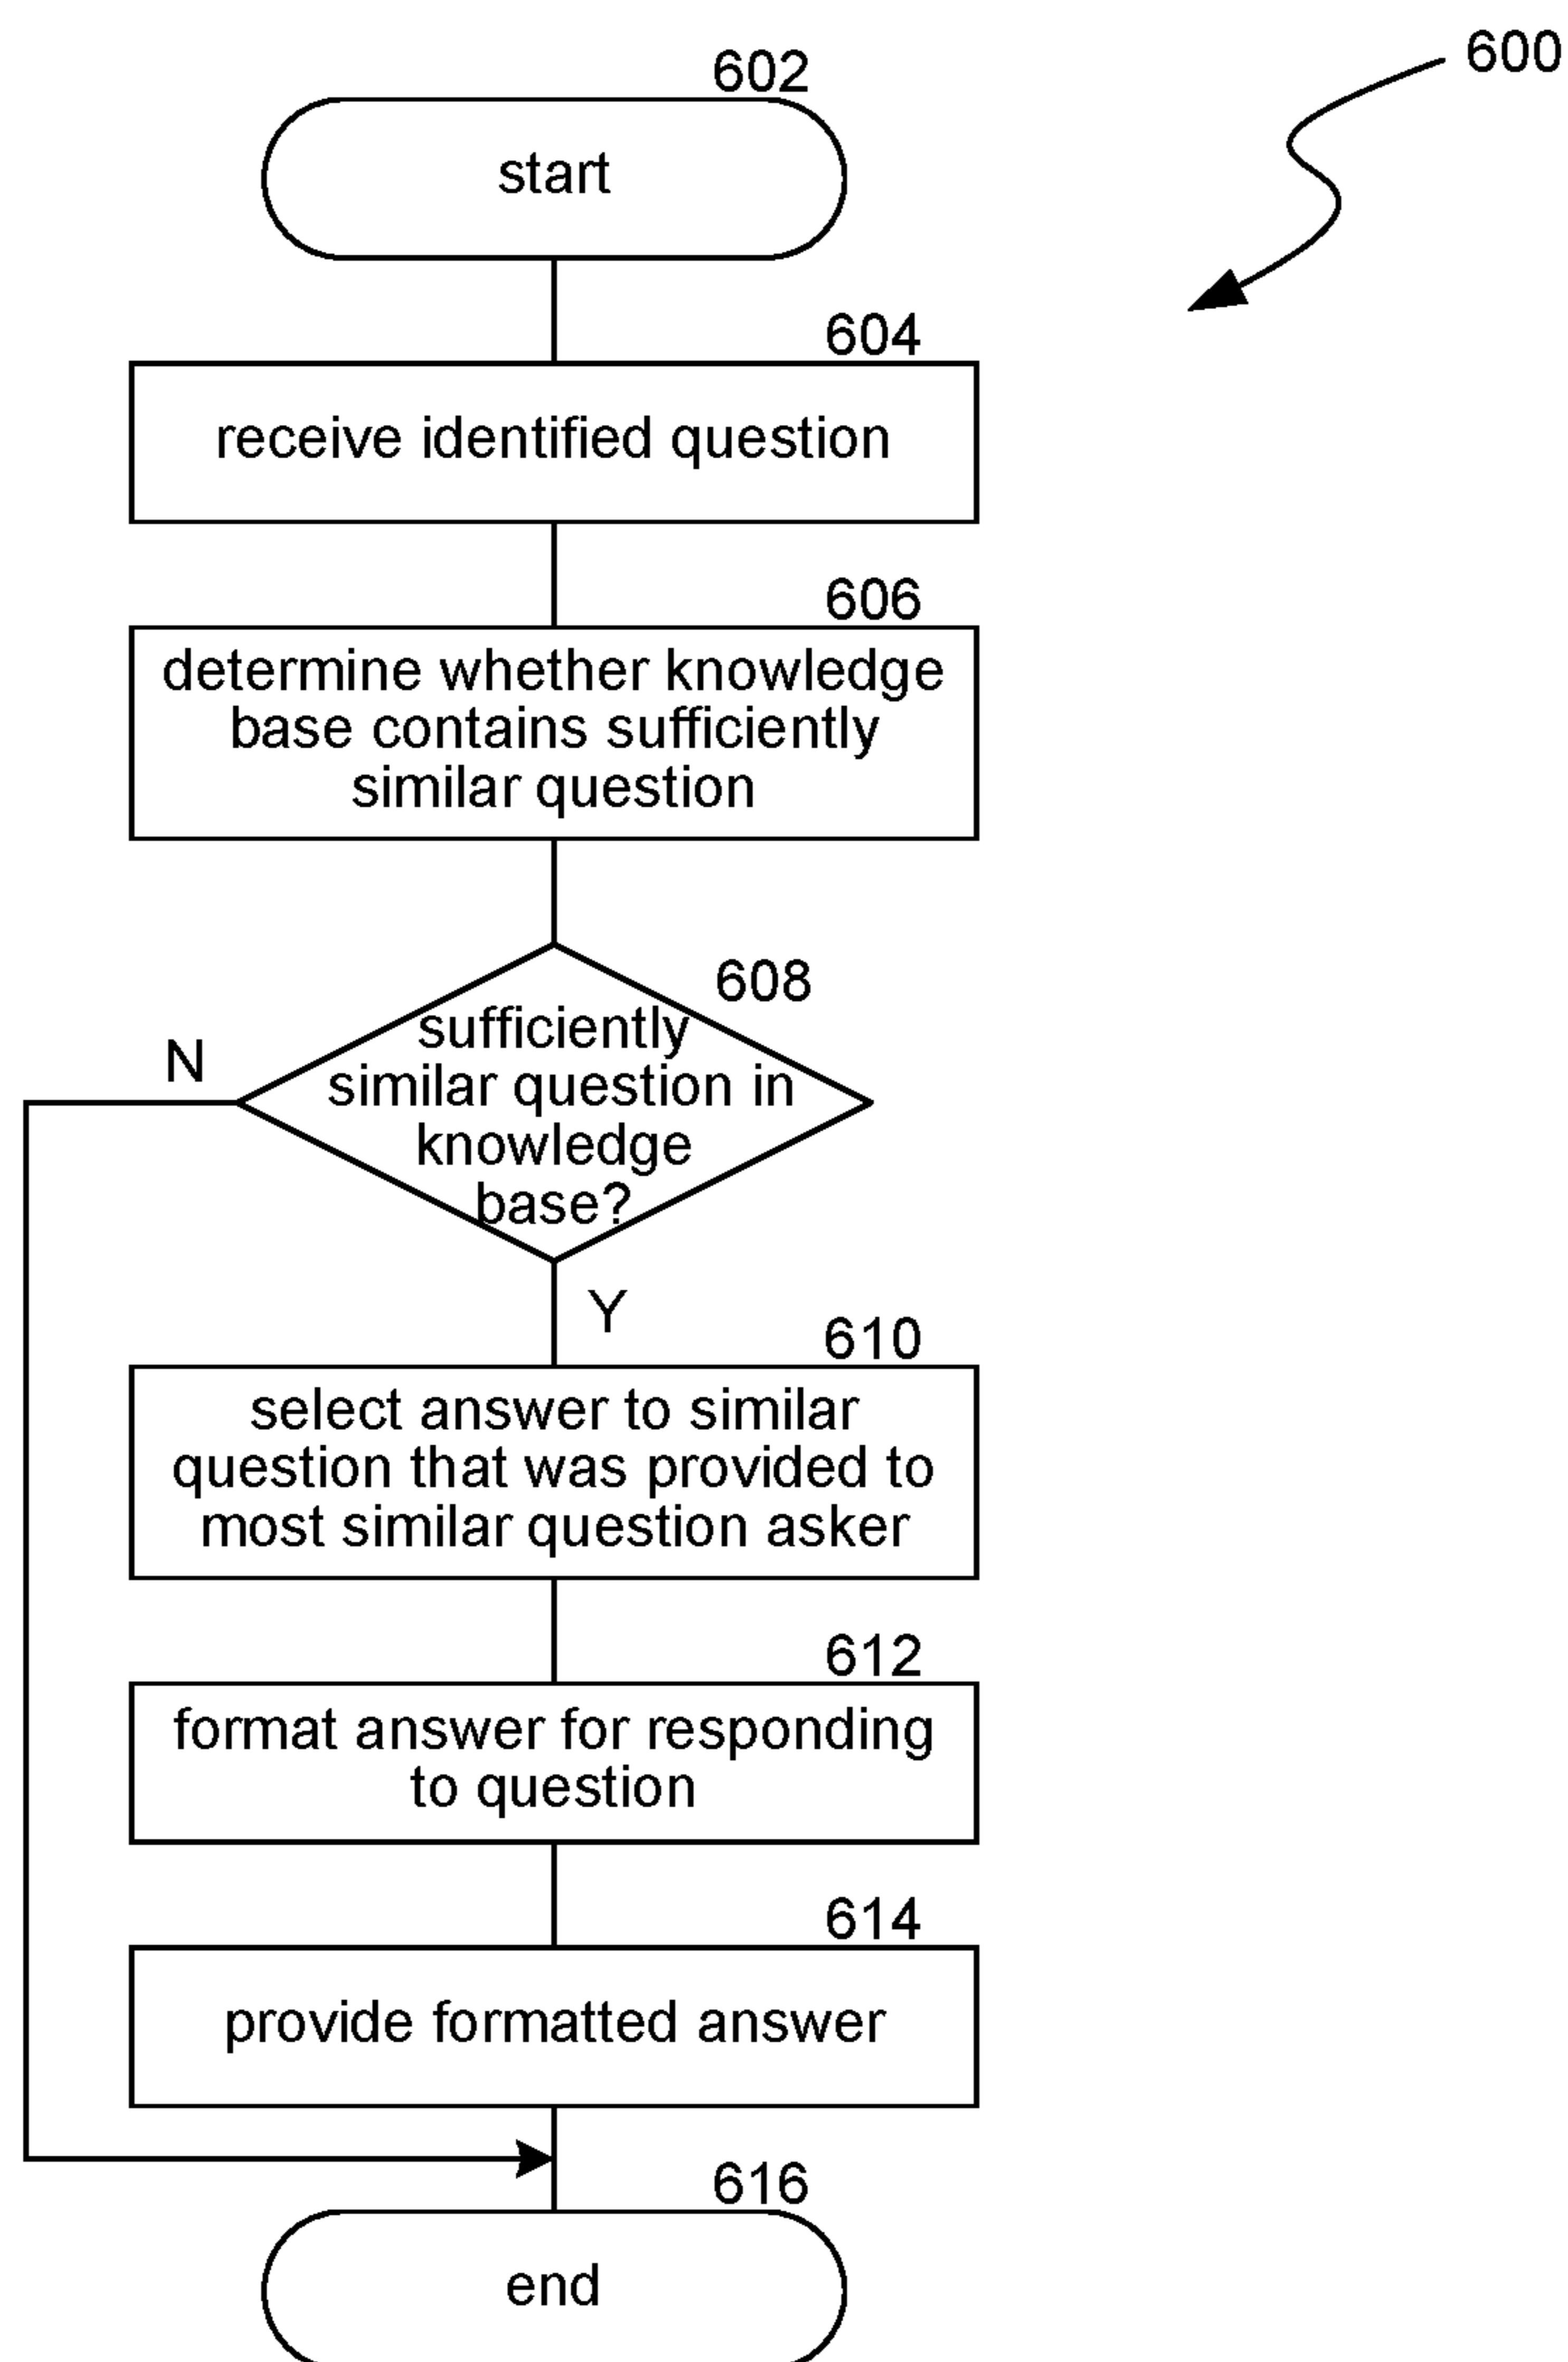 600
602
start
604
receive identified question
606
determine whether knowledge
base contains sufficiently
similar question
608
sufficiently
similar question in
knowledge
base?
N
Y
610
select answer to similar
question that was provided to
most similar question asker
612
format answer for responding
to question
614
provide formatted answer
616
end